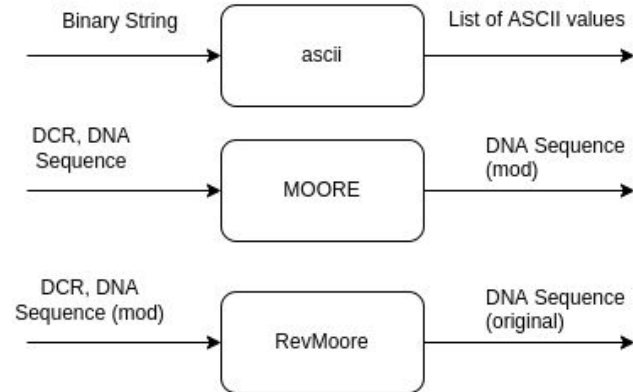 Binary String
ascii
List of ASCII values
DCR, DNA
Sequence
MOORE
DNA Sequence
(mod)
DCR, DNA
Sequence (mod)
RevMoore
DNA Sequence
(original)